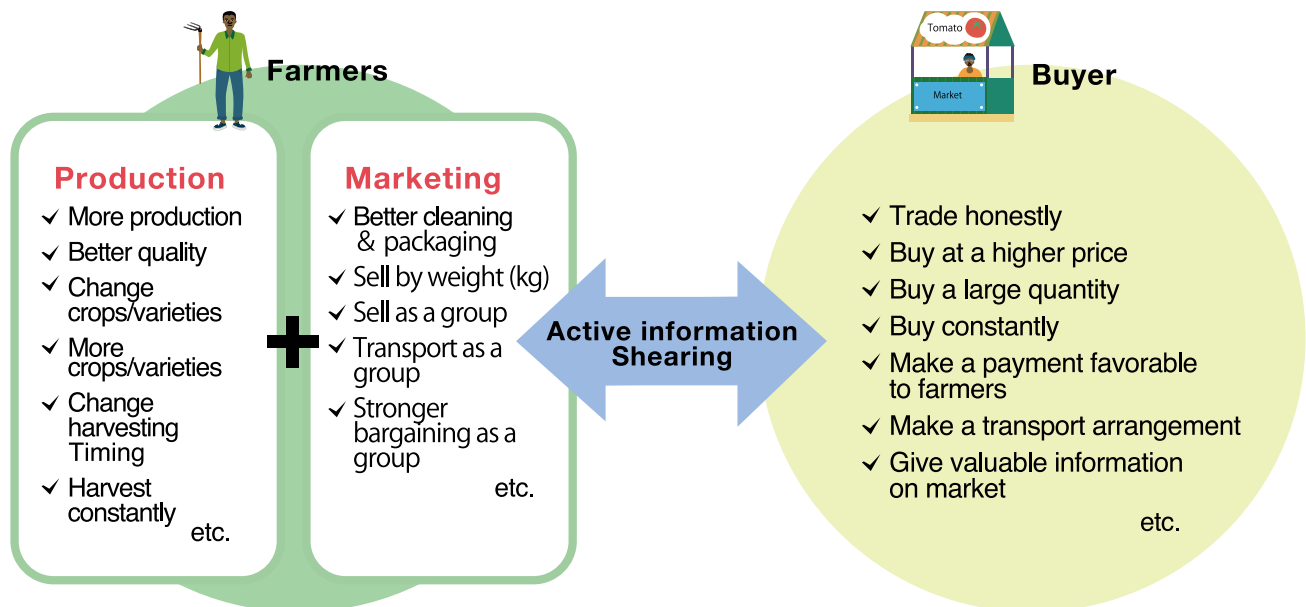 Farmers
Production
✓ More production
✓ Better quality
✓ Change
crops/varieties
✓ More
crops/varieties
✓ Change
harvesting
Timing
✓ Harvest
constantly
etc.
+
Marketing
✓ Better cleaning
& packaging
✓ Sell by weight (kg)
✓ Sell as a group
✓ Transport as a
group
✓ Stronger
bargaining as a
group
etc.
Active information
Shearing
Tomato
Market
Buyer
✓ Trade honestly
✓ Buy at a higher price
✓ Buy a large quantity
✓ Buy constantly
✓ Make a payment favorable
to farmers
✓ Make a transport arrangement
✓ Give valuable information
on market
etc.